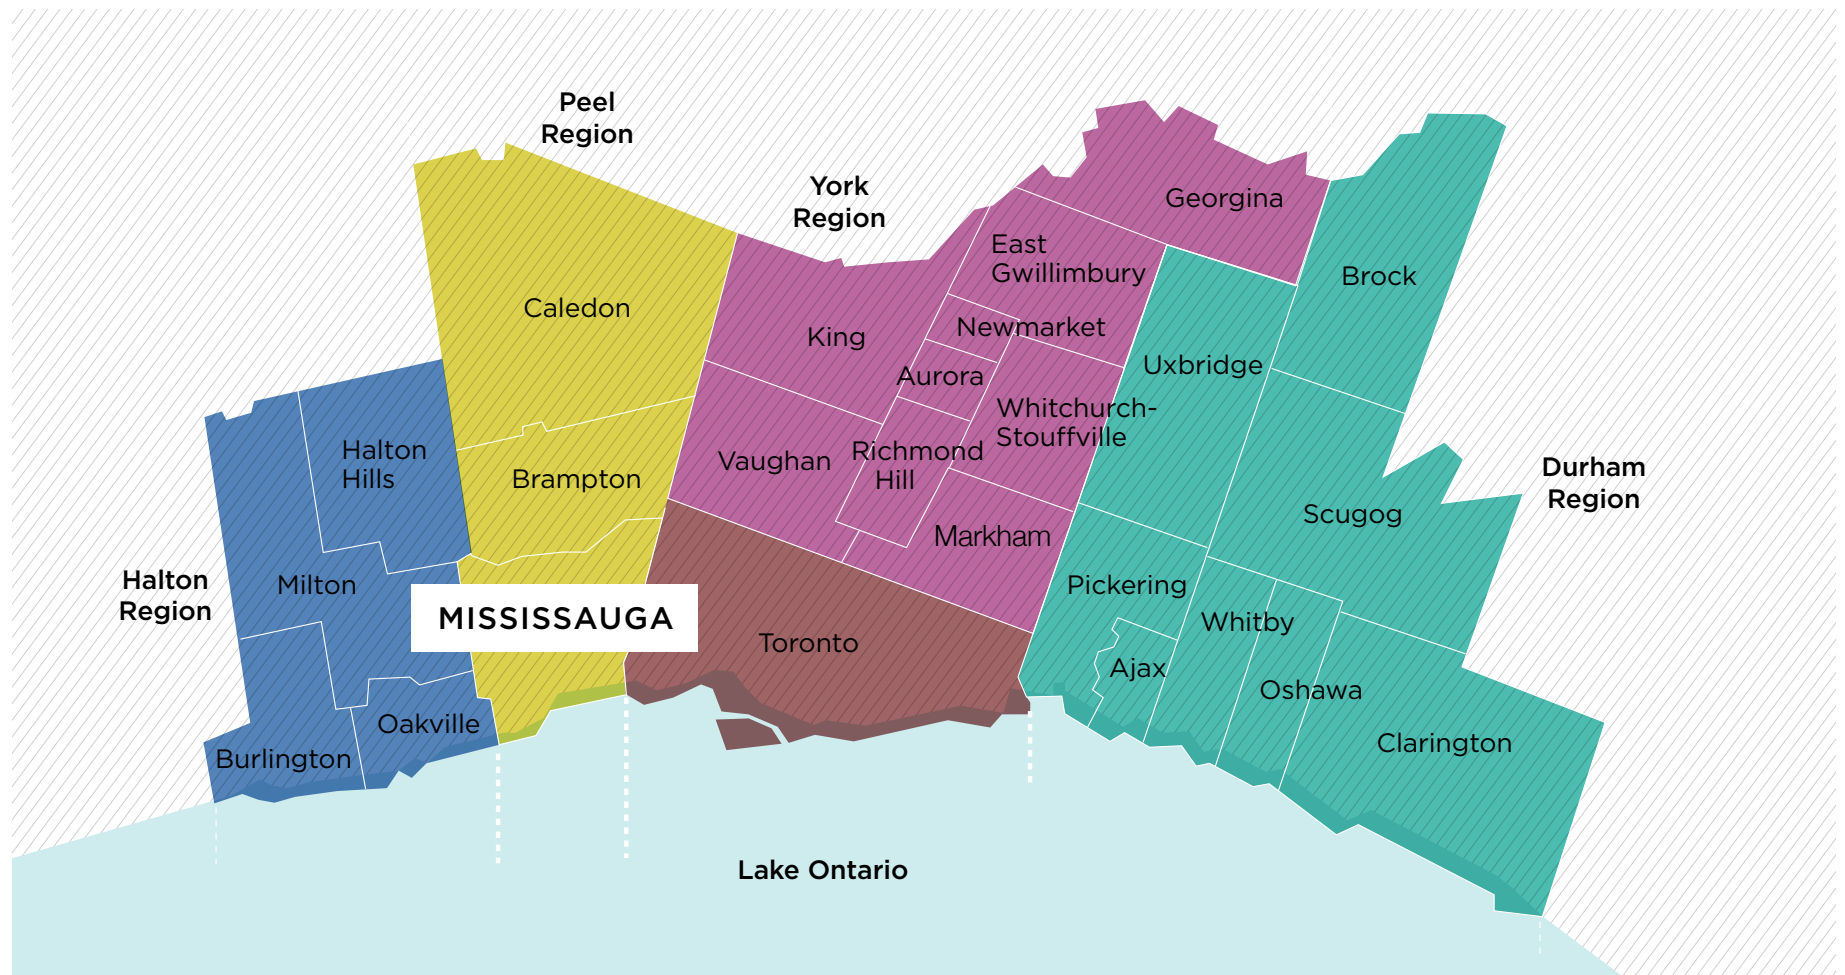 Peel
Region
York
Region
Georgina
East
Gwillimbury
Brock
Caledon
King
Newmarket
Uxbridge
Aurora
Whitchurch-
Stouffville
Halton
Hills
Vaughan
Richmond
Hill
Brampton
Durham
Region
Scugog
Markham
Halton
Region
Milton
Pickering
MISSISSAUGA
Whitby
Toronto
Ajax
Oshawa
Oakville
Clarington
Burlington
Lake Ontario